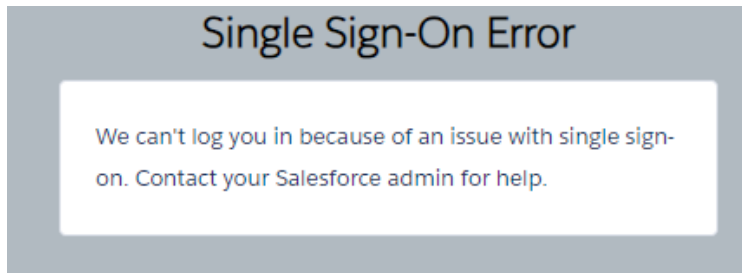 Single Sign-On Error
We can't log you in because of an issue with single sign-
on. Contact your Salesforce admin for help.